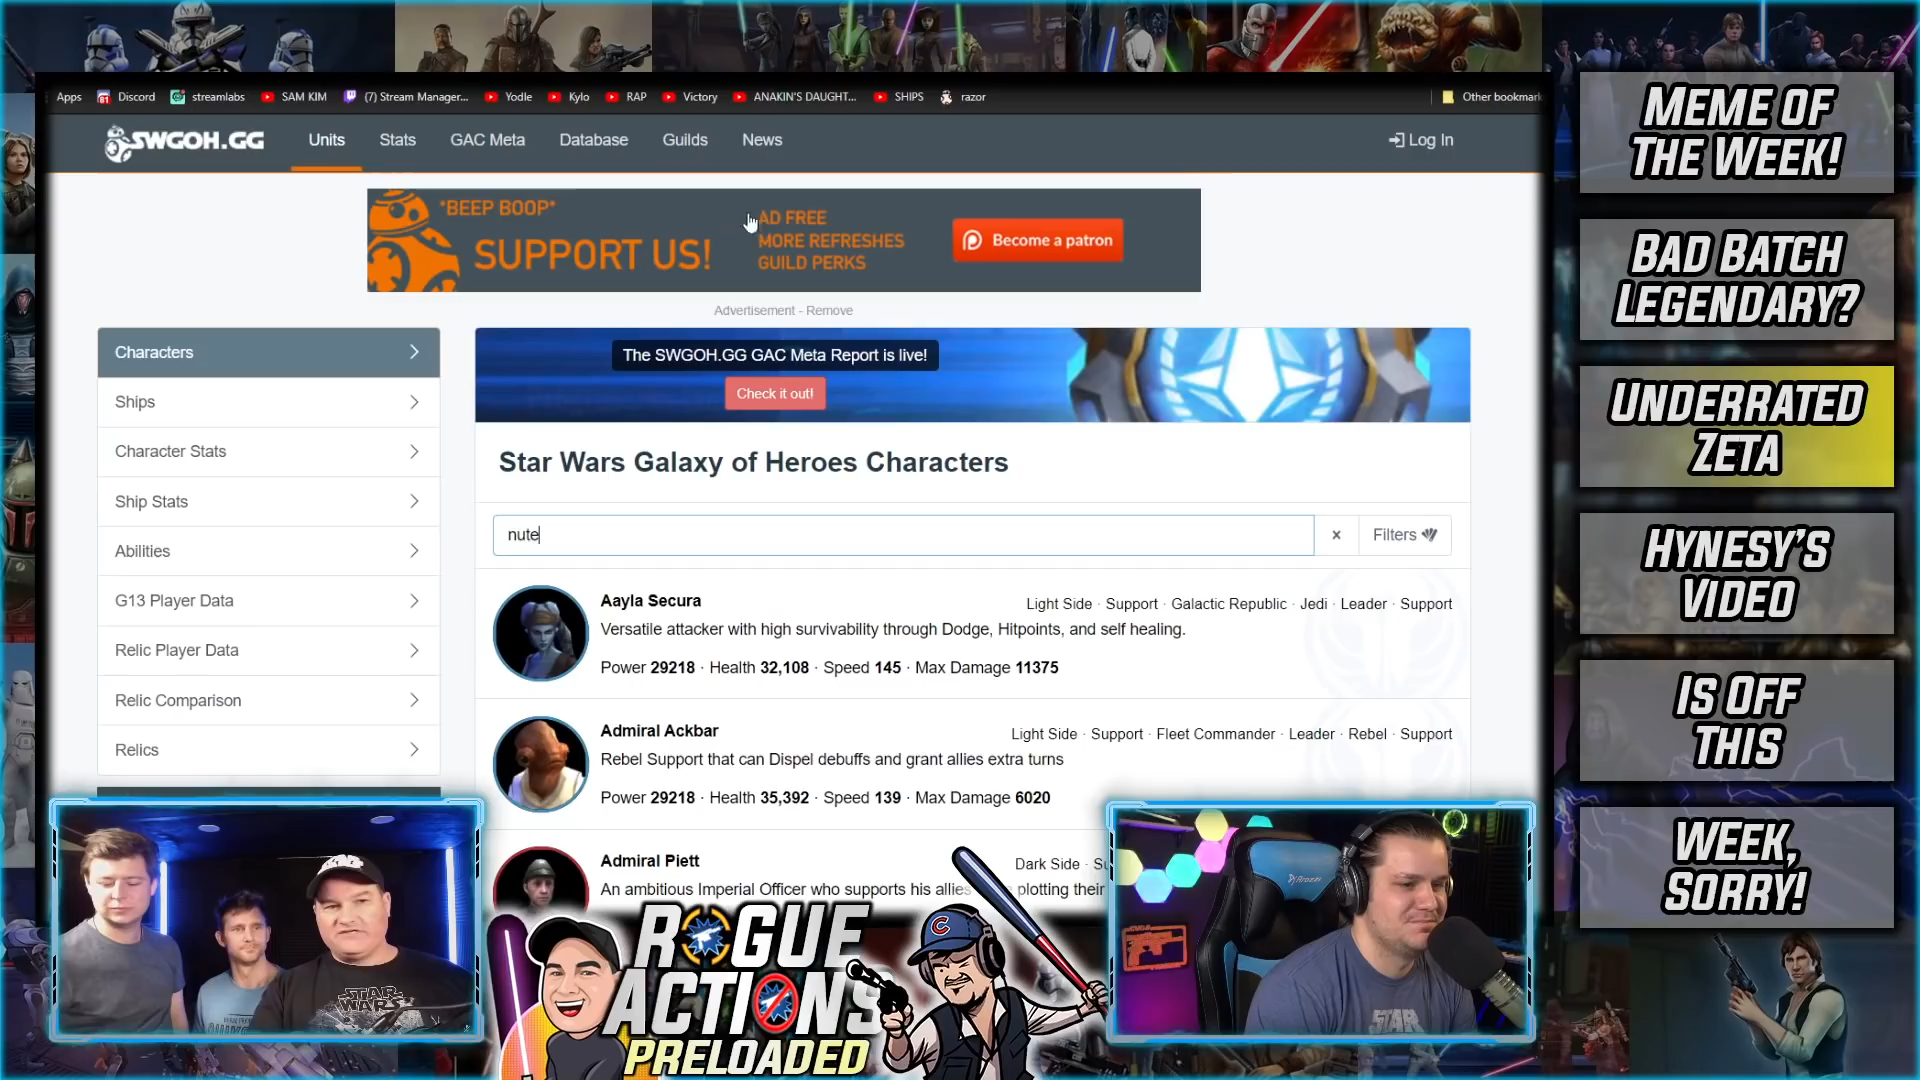 Apps
Discord
streamlabs
SAM KIM
(7) Stream Manager...
Yodle
Kylo
RAP
Victory
ANAKIN'S DAUGHT...
SHIPS
razor
Other bookmark
SWGOH.GG
Units
Stats
GAC Meta
Database
Guilds
News
Log In
*BEEP BOOP*
SUPPORT US!
AD FREE
MORE REFRESHES
GUILD PERKS
Become a patron
Advertisement - Remove
Characters
Ships
Character Stats
Ship Stats
Abilities
G13 Player Data
Relic Player Data
Relic Comparison
Relics
The SWGOH.GG GAC Meta Report is live!
Check it out!
Star Wars Galaxy of Heroes Characters
nute
Filters
Aayla Secura
Light Side · Support · Galactic Republic · Jedi · Leader · Support
Versatile attacker with high survivability through Dodge, Hitpoints, and self healing.
Power 29218 · Health 32,108 · Speed 145 · Max Damage 11375
Admiral Ackbar
Light Side · Support · Fleet Commander · Leader · Rebel · Support
Rebel Support that can Dispel debuffs and grant allies extra turns
Power 29218 · Health 35,392 · Speed 139 · Max Damage 6020
Admiral Piett
Dark Side · Su
An ambitious Imperial Officer who supports his allies plotting their
MEME OF
THE WEEK!
BAD BATCH
LEGENDARY?
UNDERRATED
ZETA
HYNESY'S
VIDEO
IS OFF
THIS
WEEK,
SORRY!
ROGUE
ACTIONS
PRELOADED
C
STAR
WARS
STAR